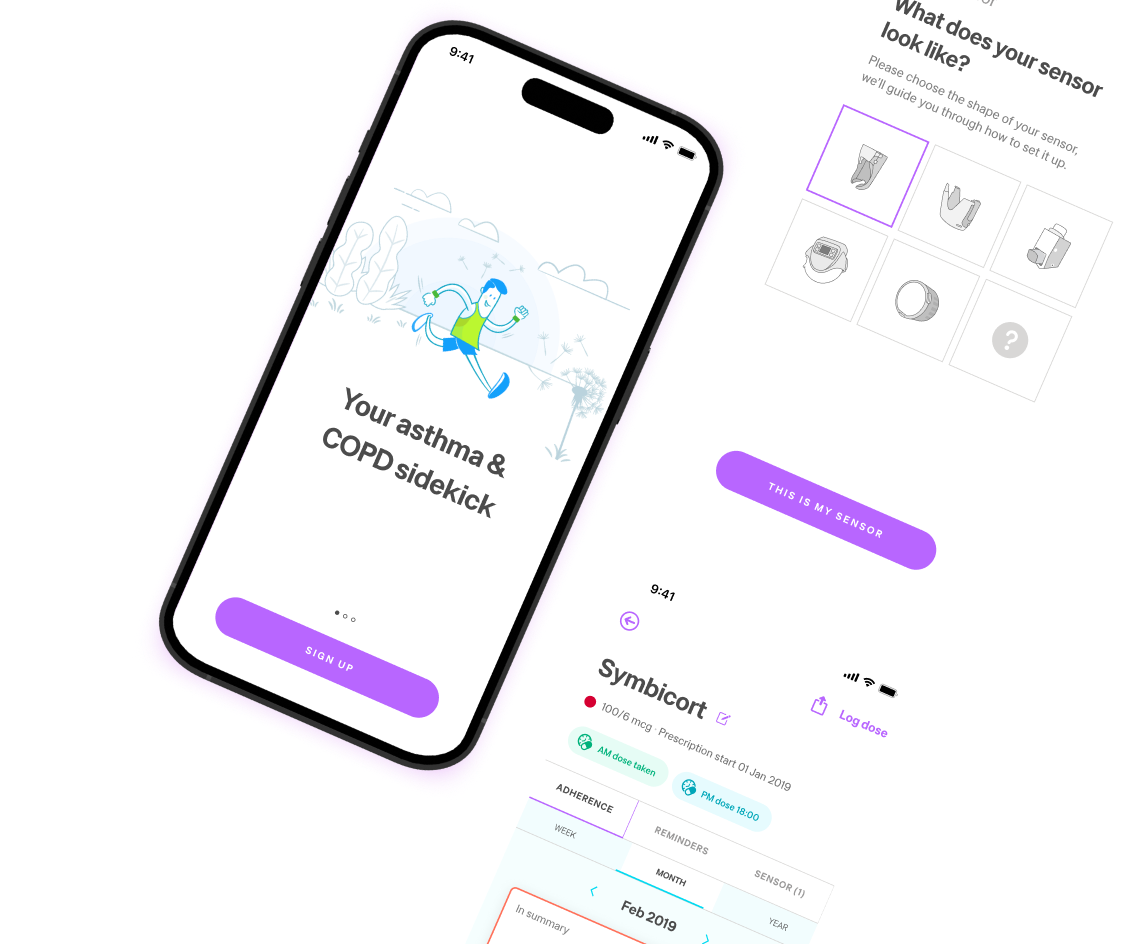 9:41
Your asthma &
COPD sidekick
SIGN UP
What does your sensor
look like?
Please choose the shape of your sensor,
we'll guide you through how to set it up.
?
THIS IS MY SENSOR
9:41
Symbicort
Log dose
100/6 mcg · Prescription start 01 Jan 2019
AM dose taken
PM dose 18:00
ADHERENCE
REMINDERS
SENSOR (1)
WEEK
MONTH
YEAR
Feb 2019
In summary